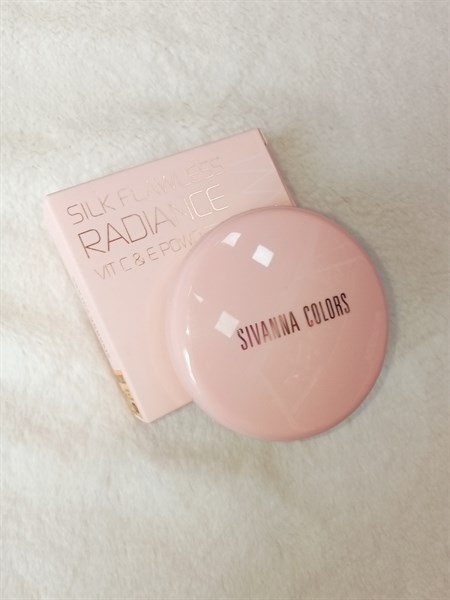 SILK FLAWLESS
RADIANCE
VIT C & E
SIVANNA COLORS